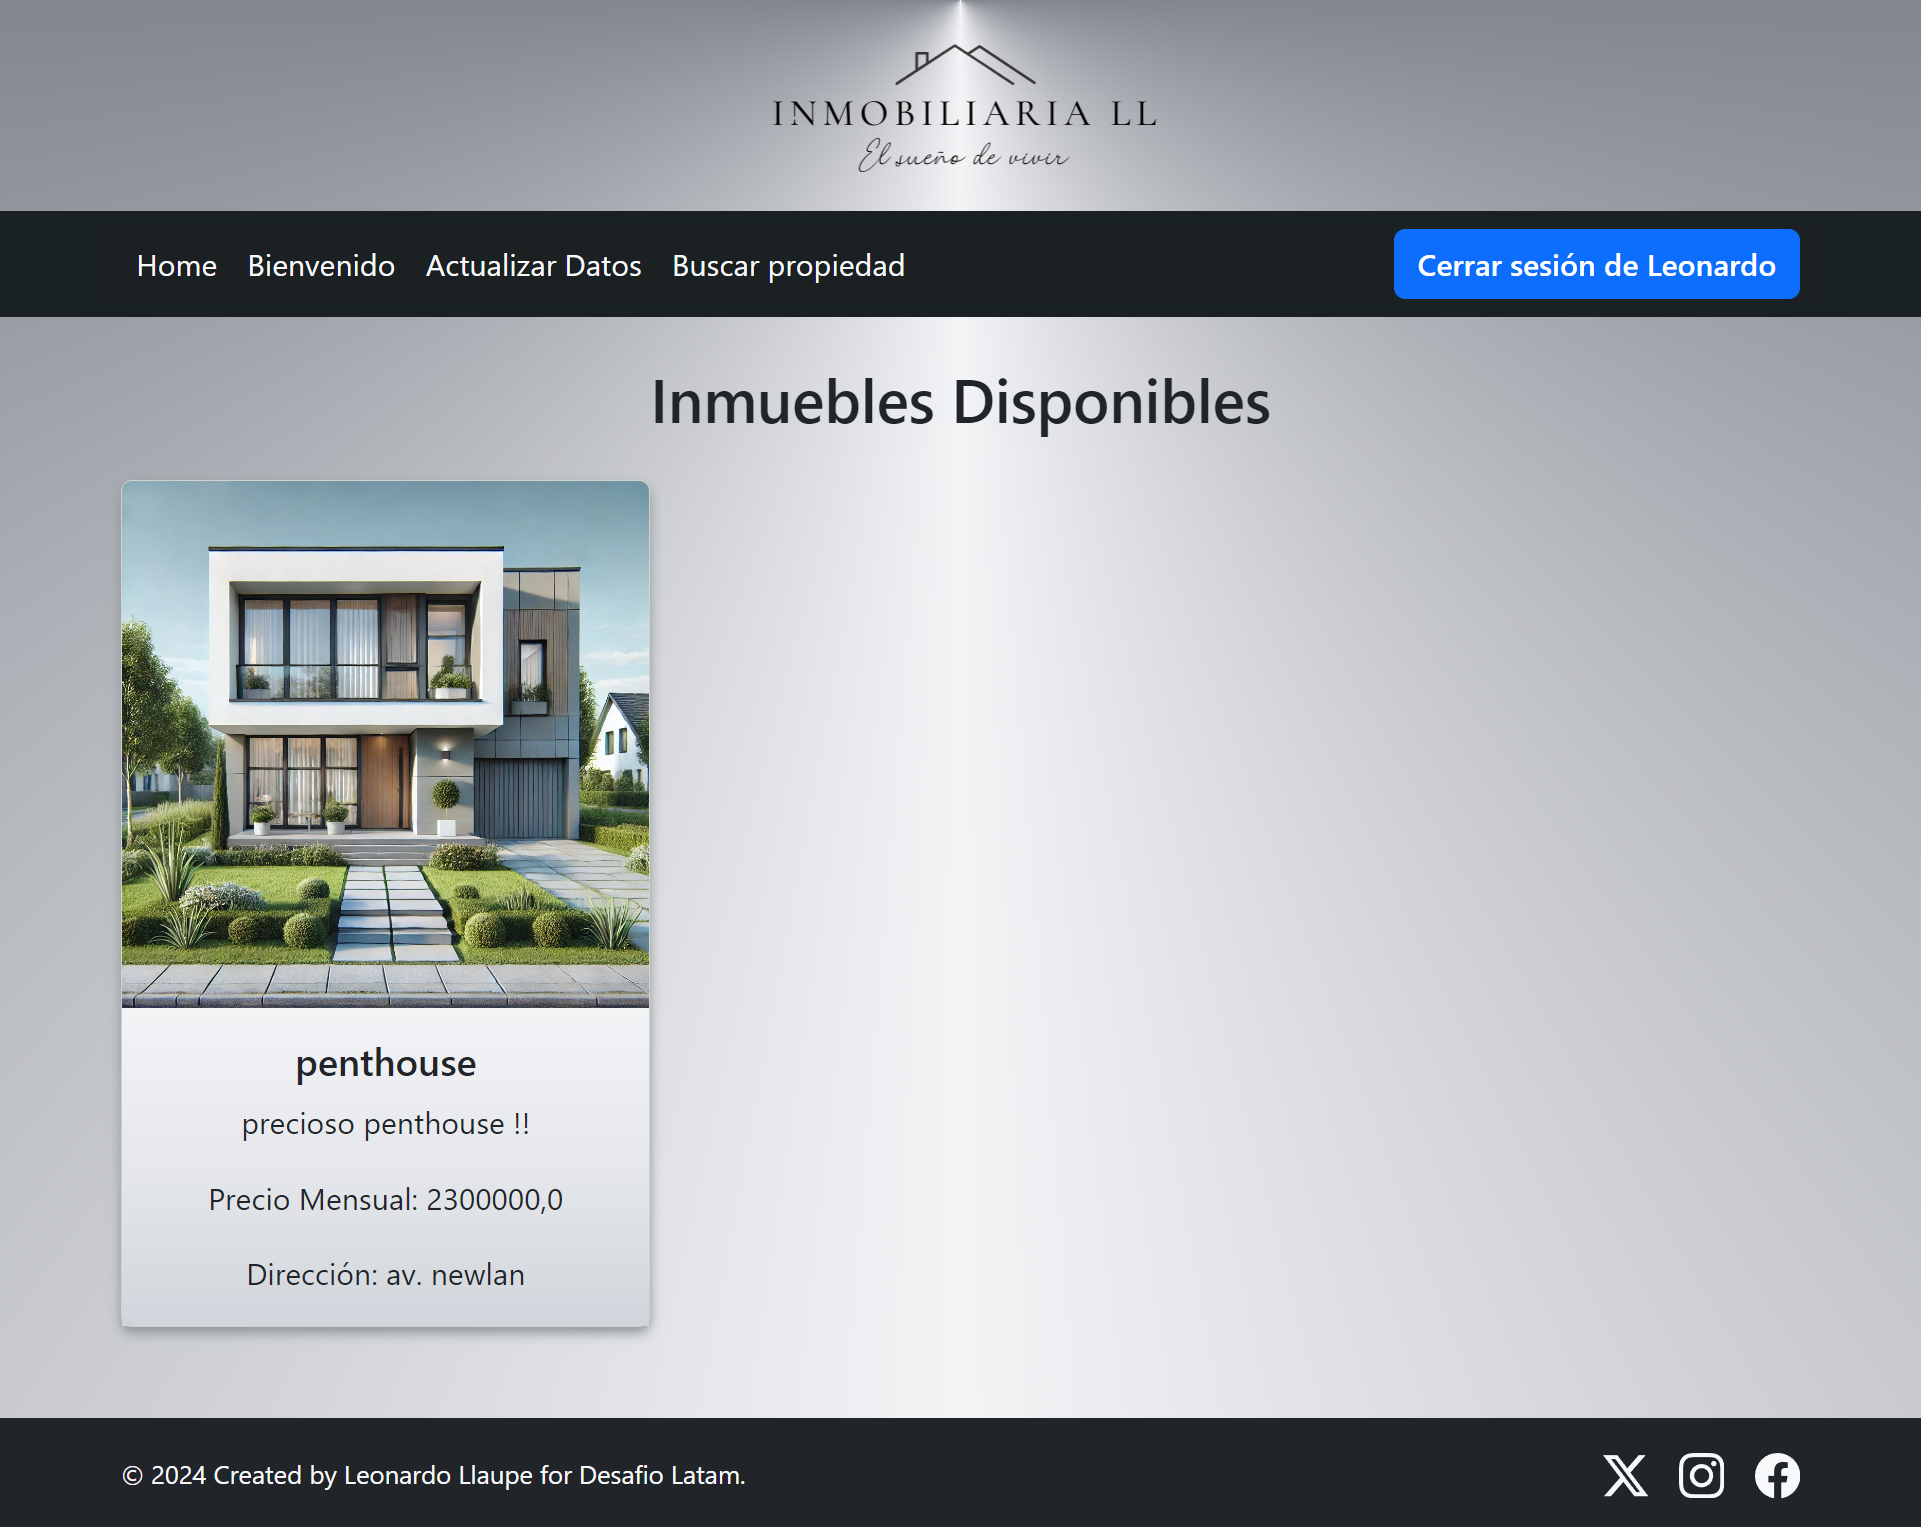 INMOBILIARIA LL
El sueño de vivir
Home Bienvenido Actualizar Datos Buscar propiedad Cerrar sesión de Leonardo
Inmuebles Disponibles
penthouse
precioso penthouse !!
Precio Mensual: 2300000,0
Dirección: av. newlan
© 2024 Created by Leonardo Llaupe for Desafio Latam.